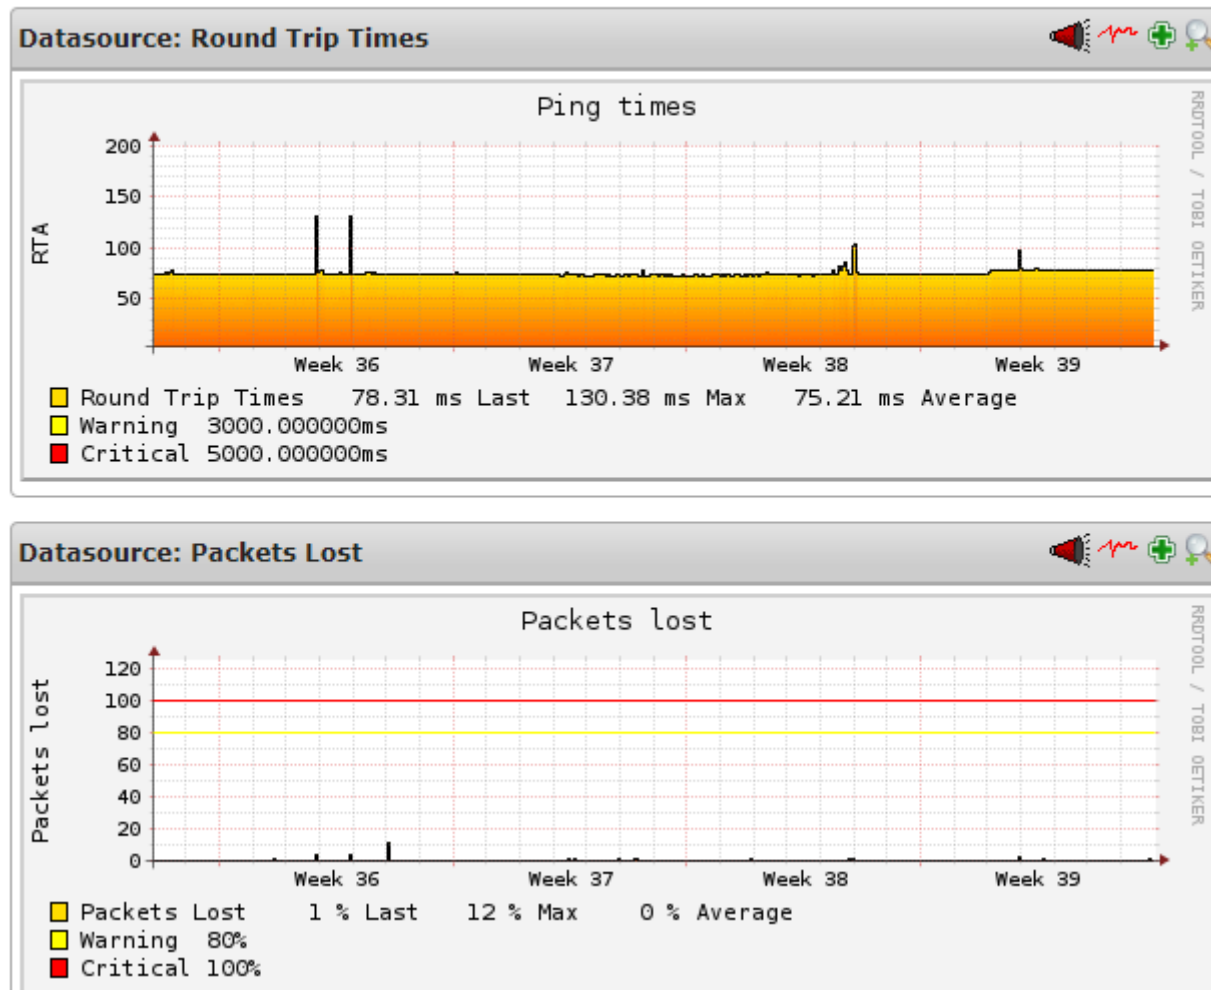 Datasource: Round Trip Times
Ping times
RRDTOOL / TOBI OETIKER
200
150
100
50
RTA
Week 36 Week 37 Week 38 Week 39
Round Trip Times 78.31 ms Last 130.38 ms Max 75.21 ms Average
Warning 3000.000000ms
Critical 5000.000000ms
Datasource: Packets Lost
Packets lost
RRDTOOL / TOBI OETIKER
120
100
80
60
40
20
0
Packets lost
Week 36 Week 37 Week 38 Week 39
Packets Lost 1 % Last 12 % Max 0 % Average
Warning 80%
Critical 100%